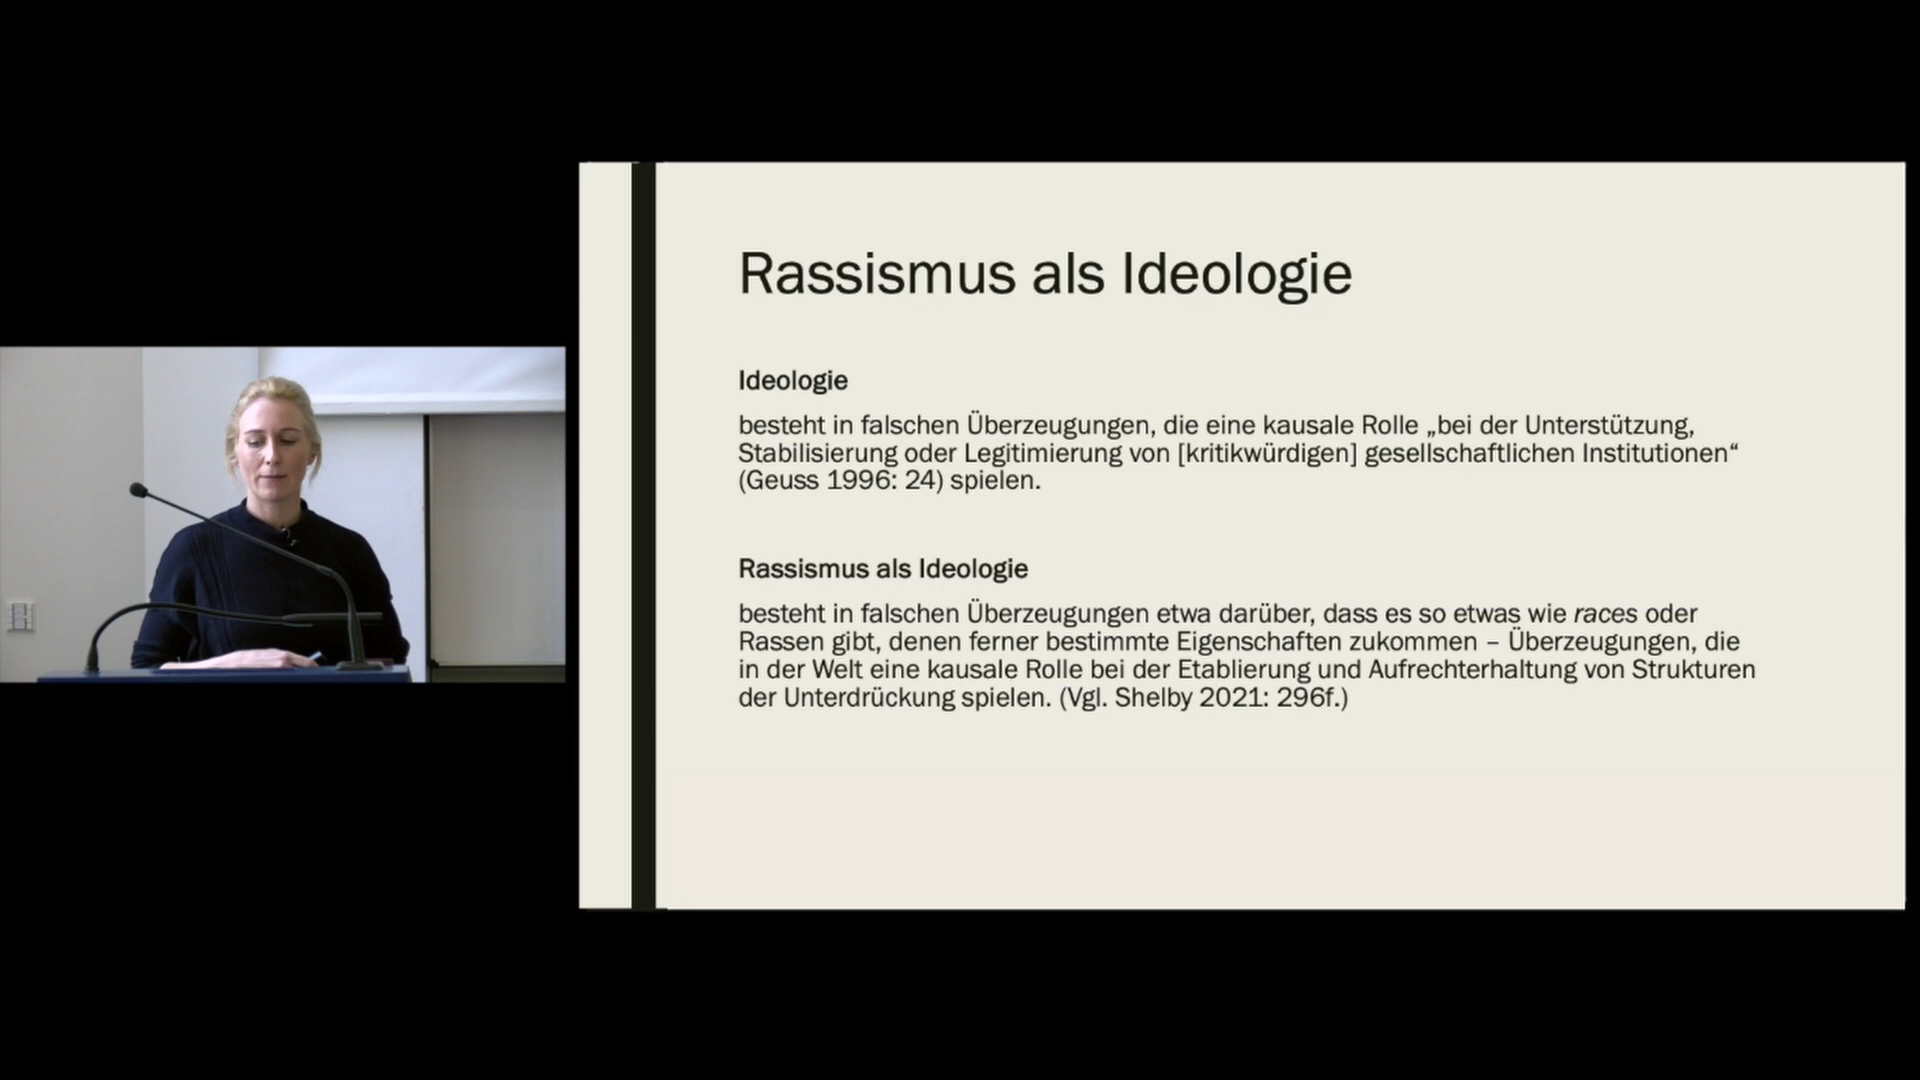 Rassismus als Ideologie
Ideologie
besteht in falschen Überzeugungen, die eine kausale Rolle „bei der Unterstützung,
Stabilisierung oder Legitimierung von [kritikwürdigen] gesellschaftlichen Institutionen“
(Geuss 1996: 24) spielen.
Rassismus als Ideologie
besteht in falschen Überzeugungen etwa darüber, dass es so etwas wie races oder
Rassen gibt, denen ferner bestimmte Eigenschaften zukommen – Überzeugungen, die
in der Welt eine kausale Rolle bei der Etablierung und Aufrechterhaltung von Strukturen
der Unterdrückung spielen. (Vgl. Shelby 2021: 296f.)